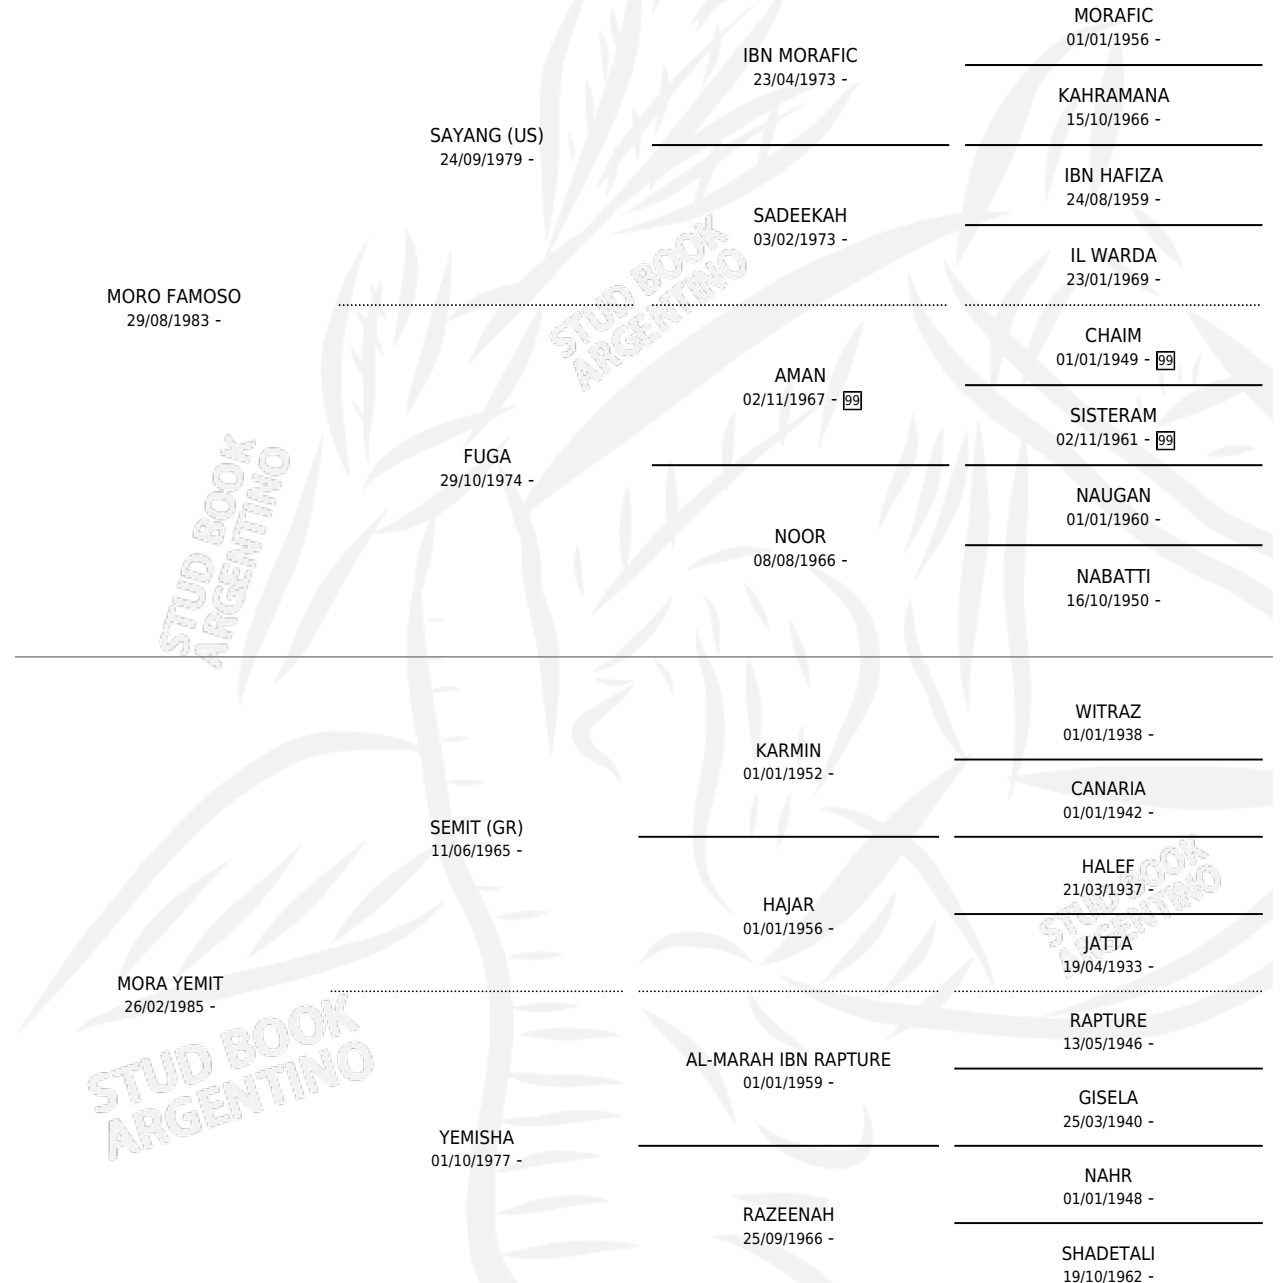 MORAFIC
01/01/1956 -
IBN MORAFIC
23/04/1973 -
KAHRAMANA
15/10/1966 -
SAYANG (US)
24/09/1979 -
IBN HAFIZA
24/08/1959 -
SADEEKAH
03/02/1973 -
IL WARDA
23/01/1969 -
MORO FAMOSO
29/08/1983 -
STUD BOOK
ARGENTINO
CHAIM
01/01/1949 - 99
AMAN
02/11/1967 - 99
SISTERAM
02/11/1961 - 99
FUGA
29/10/1974 -
NAUGAN
01/01/1960 -
NOOR
08/08/1966 -
NABATTI
16/10/1950 -
STUD BOOK
ARGENTINO
WITRAZ
01/01/1938 -
KARMIN
01/01/1952 -
CANARIA
01/01/1942 -
SEMIT (GR)
11/06/1965 -
HALEF
21/03/1937 -
HAJAR
01/01/1956 -
JATTA
19/04/1933 -
STUD BOOK
ARGENTINO
MORA YEMIT
26/02/1985 -
RAPTURE
13/05/1946 -
AL-MARAH IBN RAPTURE
01/01/1959 -
GISELA
25/03/1940 -
STUD BOOK
ARGENTINO
YEMISHA
01/10/1977 -
NAHR
01/01/1948 -
RAZEENAH
25/09/1966 -
SHADETALI
19/10/1962 -